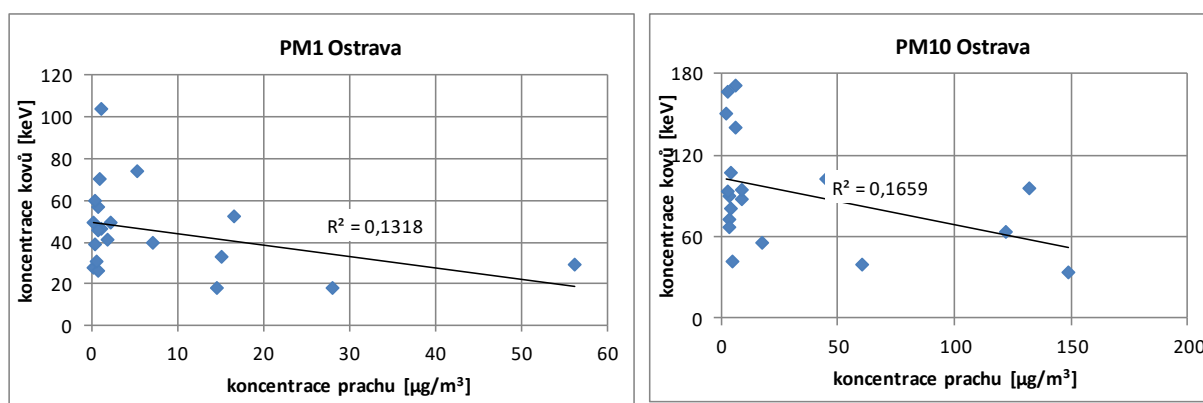 PM1 Ostrava
koncentrace kovů [keV]
120
100
80
60
40
20
0
R² = 0,1318
0 10 20 30 40 50 60
koncentrace prachu [µg/m³]
PM10 Ostrava
koncentrace kovů [keV]
180
120
60
0
R² = 0,1659
0 50 100 150 200
koncentrace prachu [µg/m³]